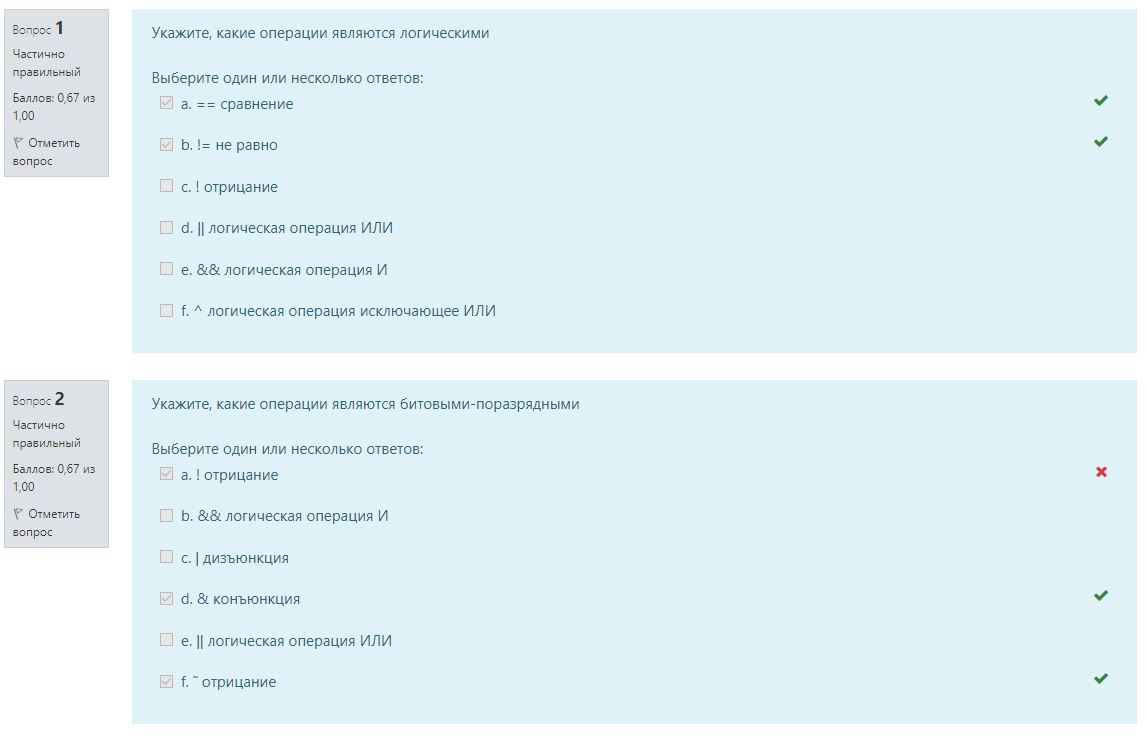 Вопрос 1
Частично
правильный
Баллов: 0,67 из
1,00
Отметить
вопрос
Укажите, какие операции являются логическими
Выберите один или несколько ответов:
a. == сравнение
b. != не равно
c. ! отрицание
d. || логическая операция ИЛИ
e. && логическая операция И
f. ^ логическая операция исключающее ИЛИ
Вопрос 2
Частично
правильный
Баллов: 0,67 из
1,00
Отметить
вопрос
Укажите, какие операции являются битовыми-поразрядными
Выберите один или несколько ответов:
a. ! отрицание
b. && логическая операция И
c. | дизъюнкция
d. & конъюнкция
e. || логическая операция ИЛИ
f. ˜ отрицание